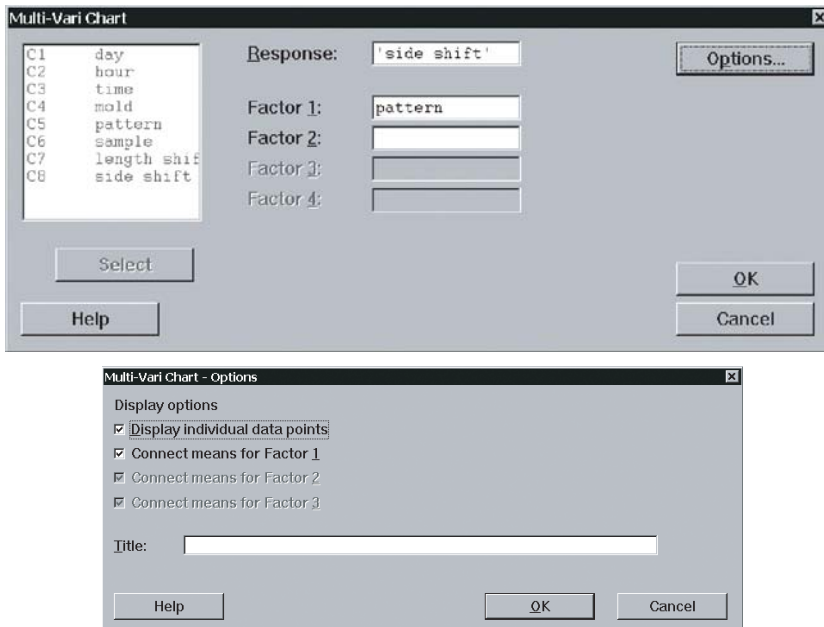 Multi-Vari Chart
C1 day
C2 hour
C3 time
C4 mold
C5 pattern
C6 sample
C7 length shif
C8 side shift
Response: 'side shift'
Factor 1: pattern
Factor 2:
Factor 3:
Factor 4:
Options...
Select
Help
OK
Cancel
Multi-Vari Chart - Options
Display options
Display individual data points
Connect means for Factor 1
Connect means for Factor 2
Connect means for Factor 3
Title:
Help
OK
Cancel